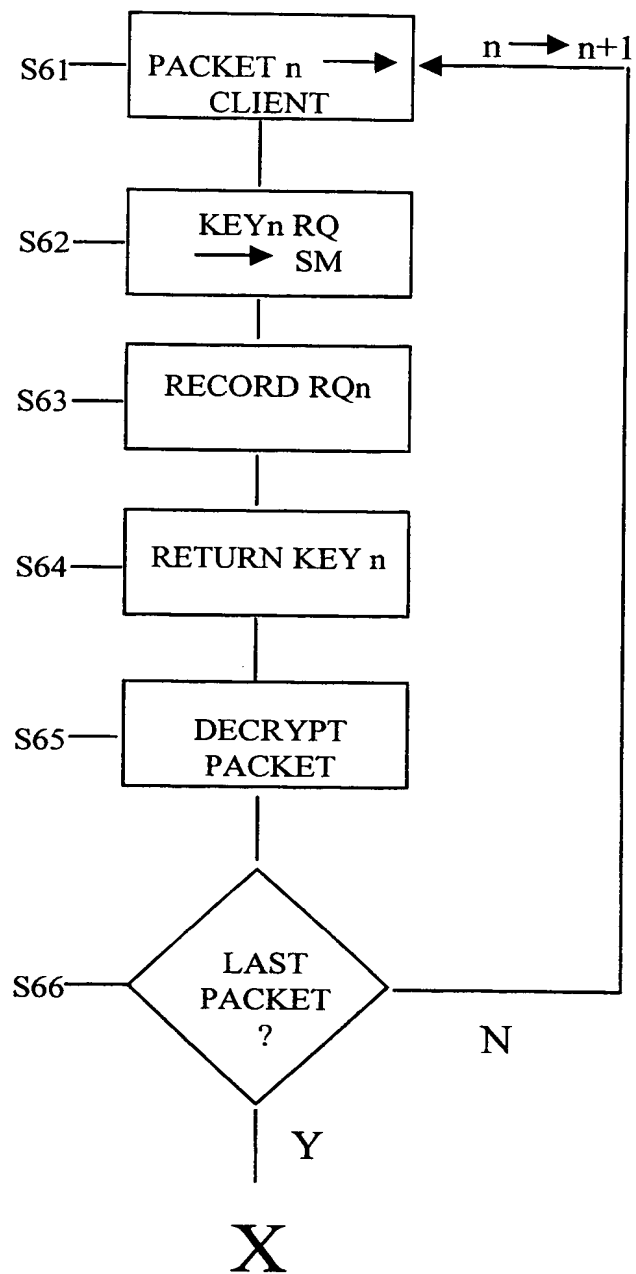 n → n+1
S61
PACKET n →
CLIENT
S62
KEYn RQ
→ SM
S63
RECORD RQn
S64
RETURN KEY n
S65
DECRYPT
PACKET
S66
LAST
PACKET
?
N
Y
X